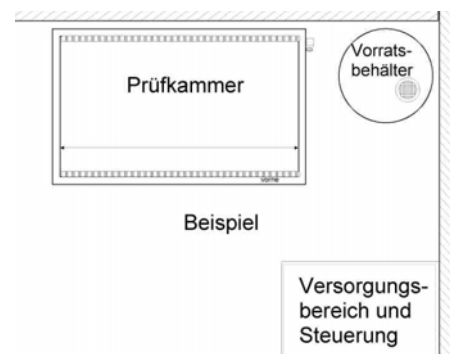 Prüfkammer
Vorrats-
behälter
vorne
Beispiel
Versorgungs-
bereich und
Steuerung